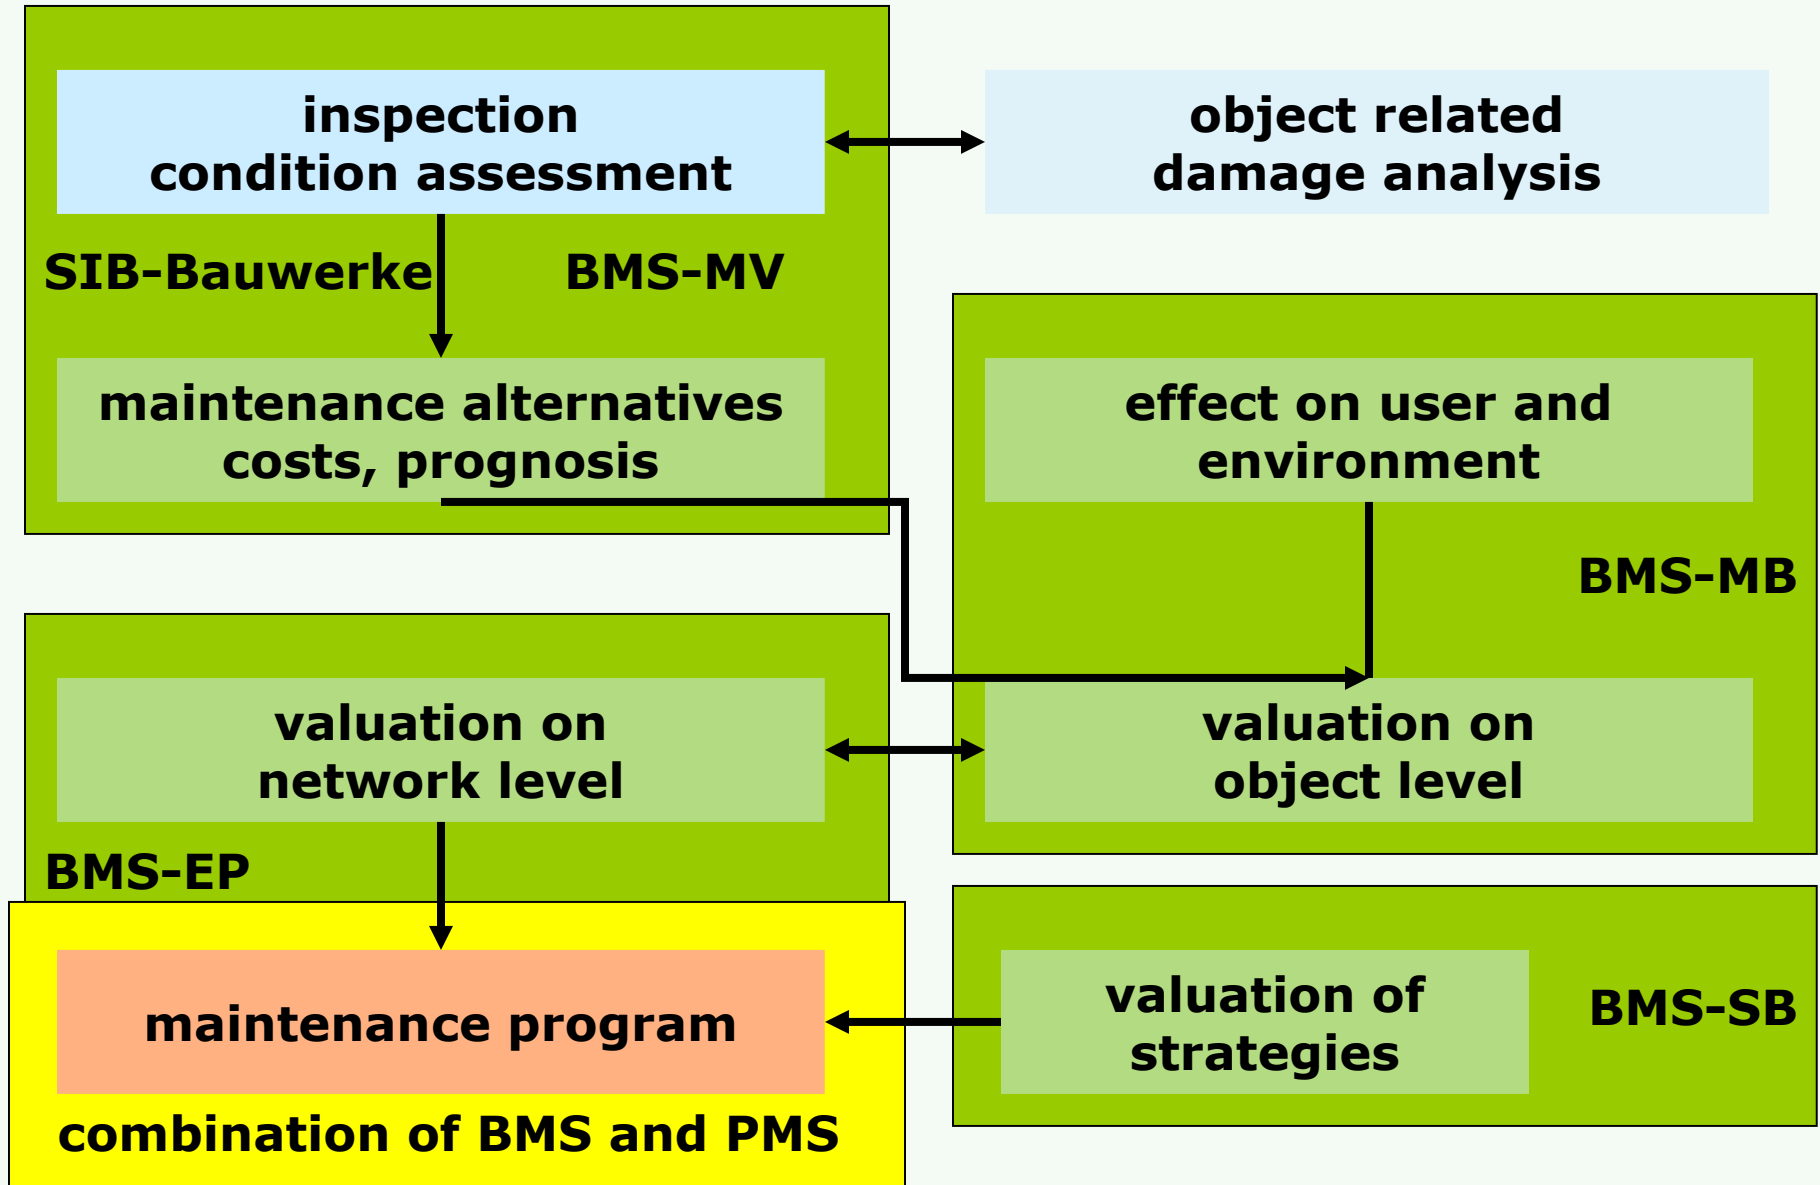 inspection
condition assessment
object related
damage analysis
SIB-Bauwerke
BMS-MV
maintenance alternatives
costs, prognosis
effect on user and
environment
BMS-MB
valuation on
network level
valuation on
object level
BMS-EP
maintenance program
valuation of
strategies
BMS-SB
combination of BMS and PMS